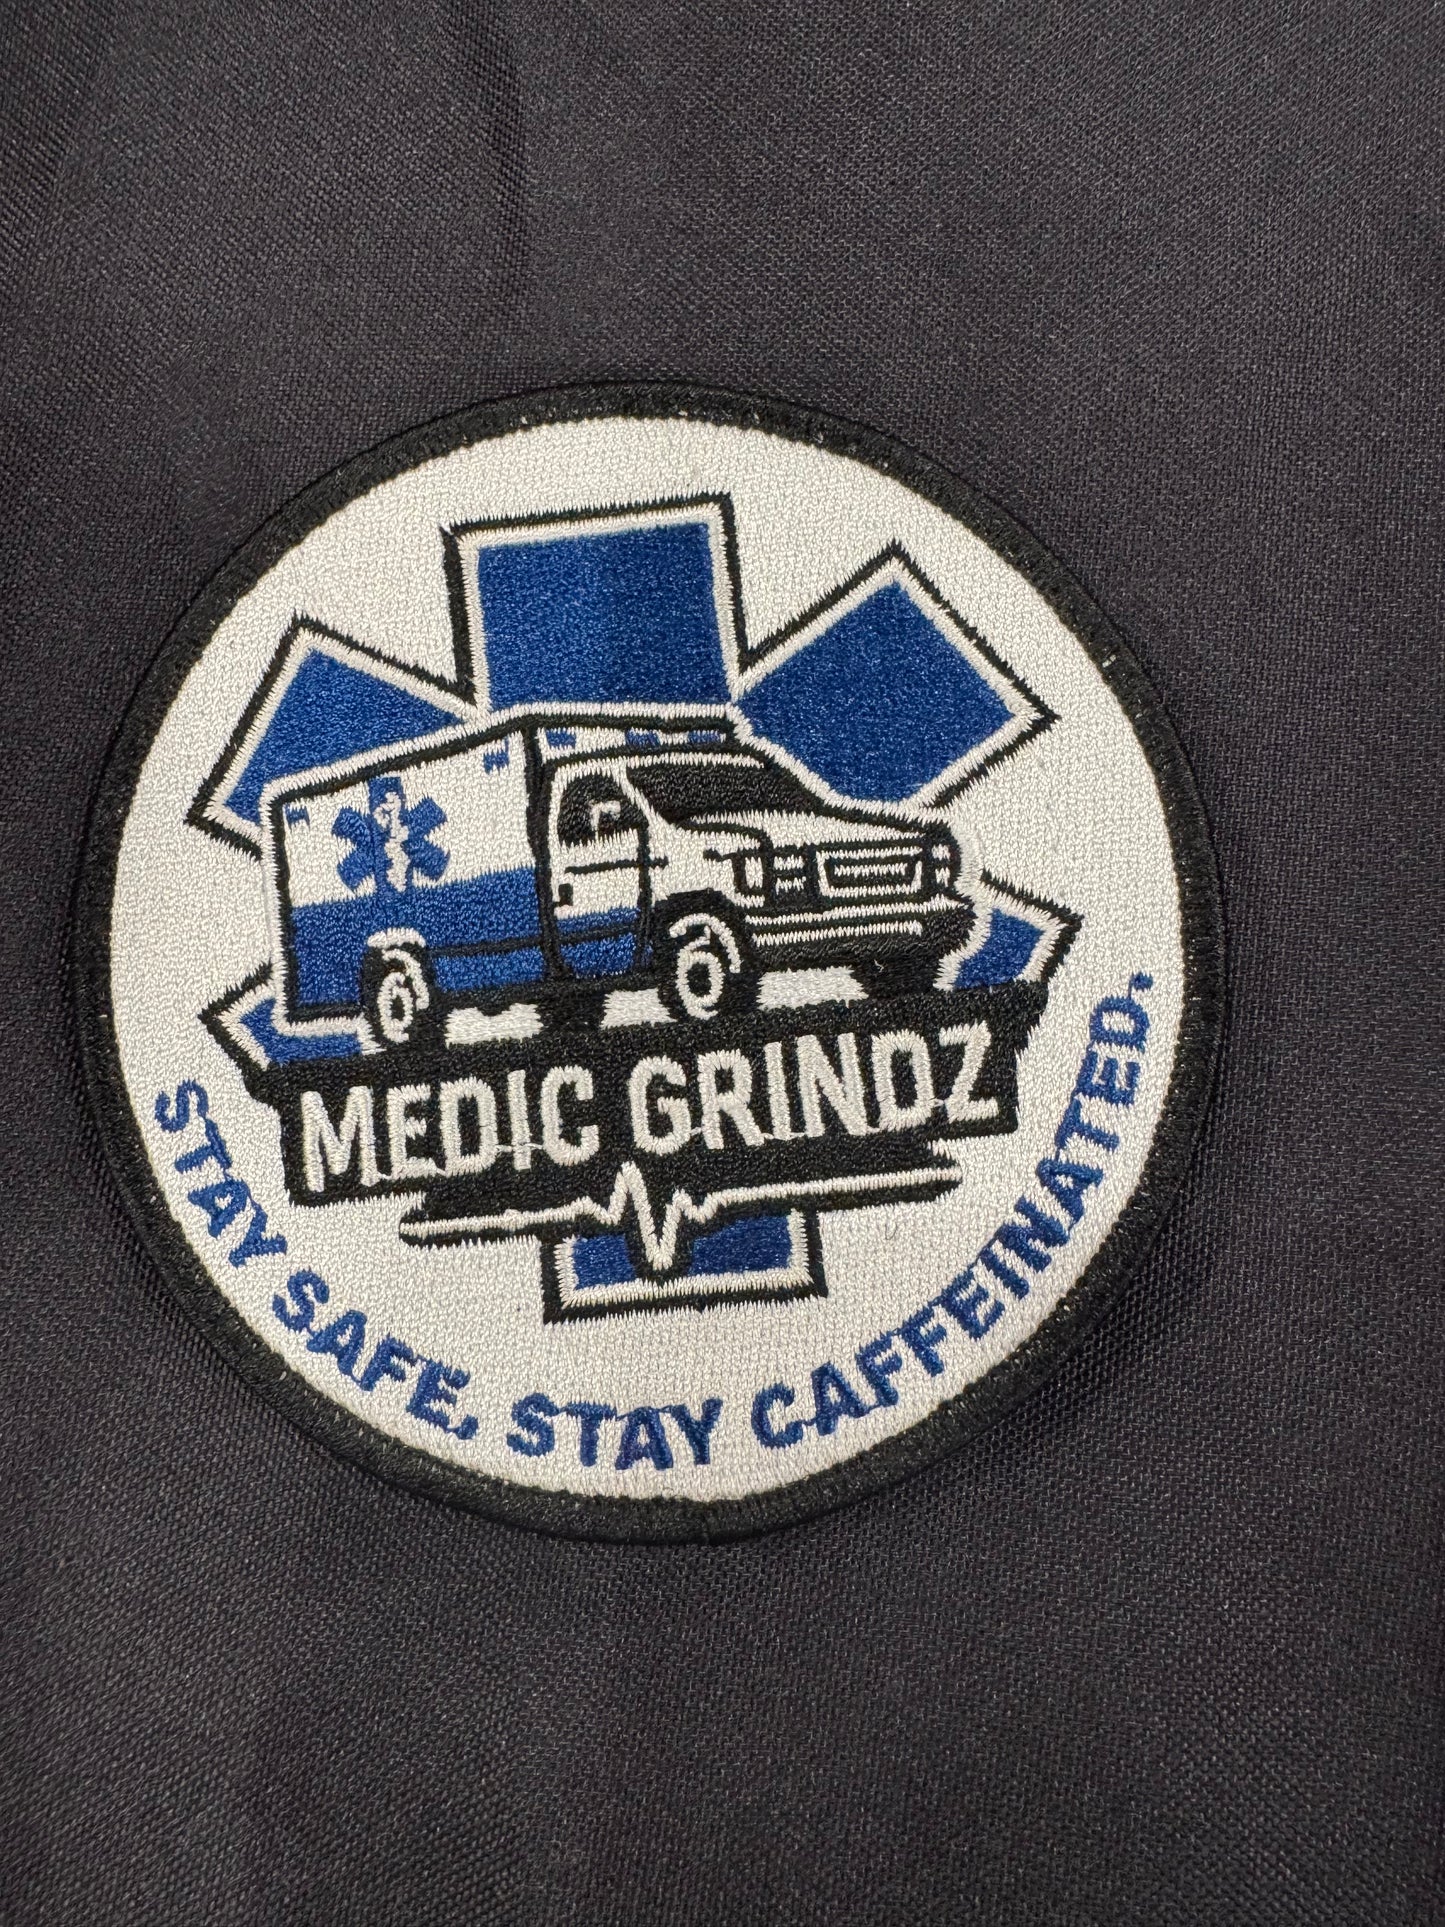 MEDIC GRINDZ
STAY SAFE, STAY CAFFEINATED.